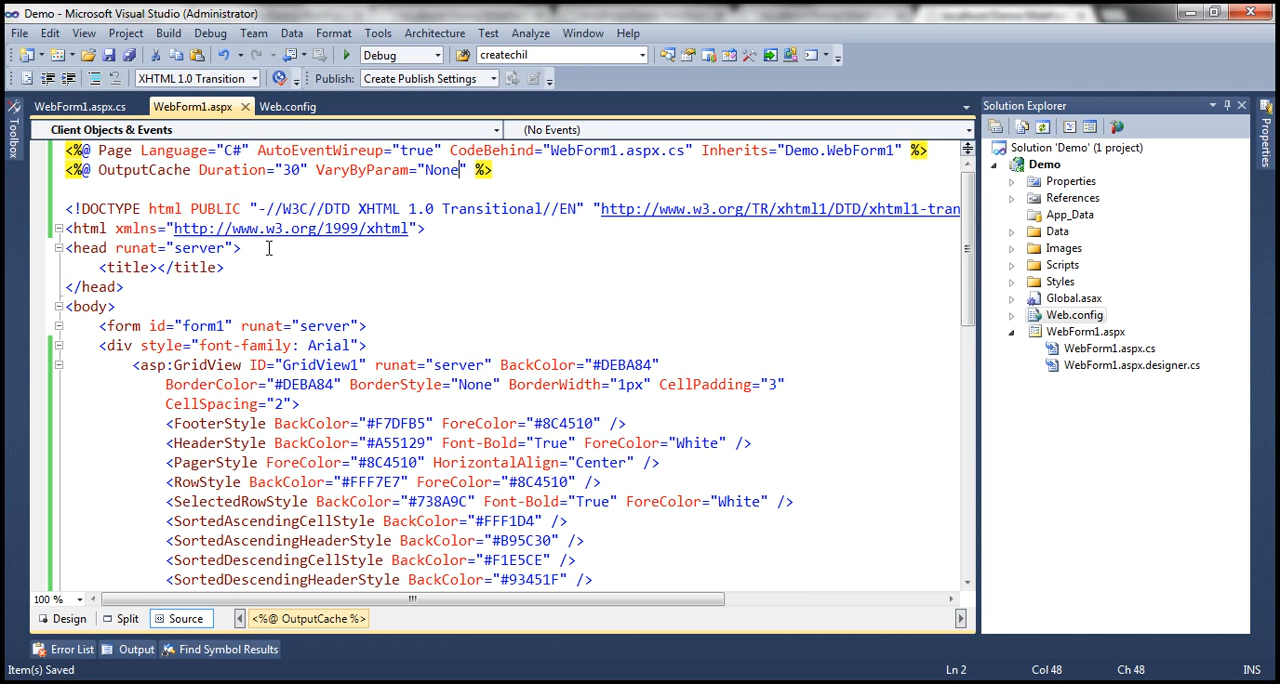 Demo - Microsoft Visual Studio (Administrator)
File Edit View Project Build Debug Team Data Format Tools Architecture Test Analyze Window Help
Debug createchil
XHTML 1.0 Transition Publish: Create Publish Settings
WebForm1.aspx.cs WebForm1.aspx Web.config
Client Objects & Events (No Events)
<%@ Page Language="C#" AutoEventWireup="true" CodeBehind="WebForm1.aspx.cs" Inherits="Demo.WebForm1" %>
<%@ OutputCache Duration="30" VaryByParam="None" %>
<!DOCTYPE html PUBLIC "-//W3C//DTD XHTML 1.0 Transitional//EN" "http://www.w3.org/TR/xhtml1/DTD/xhtml1-tran
<html xmlns="http://www.w3.org/1999/xhtml">
<head runat="server">
<title></title>
</head>
<body>
<form id="form1" runat="server">
<div style="font-family: Arial">
<asp:GridView ID="GridView1" runat="server" BackColor="#DEBA84"
BorderColor="#DEBA84" BorderStyle="None" BorderWidth="1px" CellPadding="3"
CellSpacing="2">
<FooterStyle BackColor="#F7DFB5" ForeColor="#8C4510" />
<HeaderStyle BackColor="#A55129" Font-Bold="True" ForeColor="White" />
<PagerStyle ForeColor="#8C4510" HorizontalAlign="Center" />
<RowStyle BackColor="#FFF7E7" ForeColor="#8C4510" />
<SelectedRowStyle BackColor="#738A9C" Font-Bold="True" ForeColor="White" />
<SortedAscendingCellStyle BackColor="#FFF1D4" />
<SortedAscendingHeaderStyle BackColor="#B95C30" />
<SortedDescendingCellStyle BackColor="#F1E5CE" />
<SortedDescendingHeaderStyle BackColor="#93451F" />
100 %
Design Split Source <%@ OutputCache %>
Error List Output Find Symbol Results
Item(s) Saved Ln 2 Col 48 Ch 48 INS
Toolbox
Solution Explorer
Solution 'Demo' (1 project)
Demo
Properties
References
App_Data
Data
Images
Scripts
Styles
Global.asax
Web.config
WebForm1.aspx
WebForm1.aspx.cs
WebForm1.aspx.designer.cs
Properties